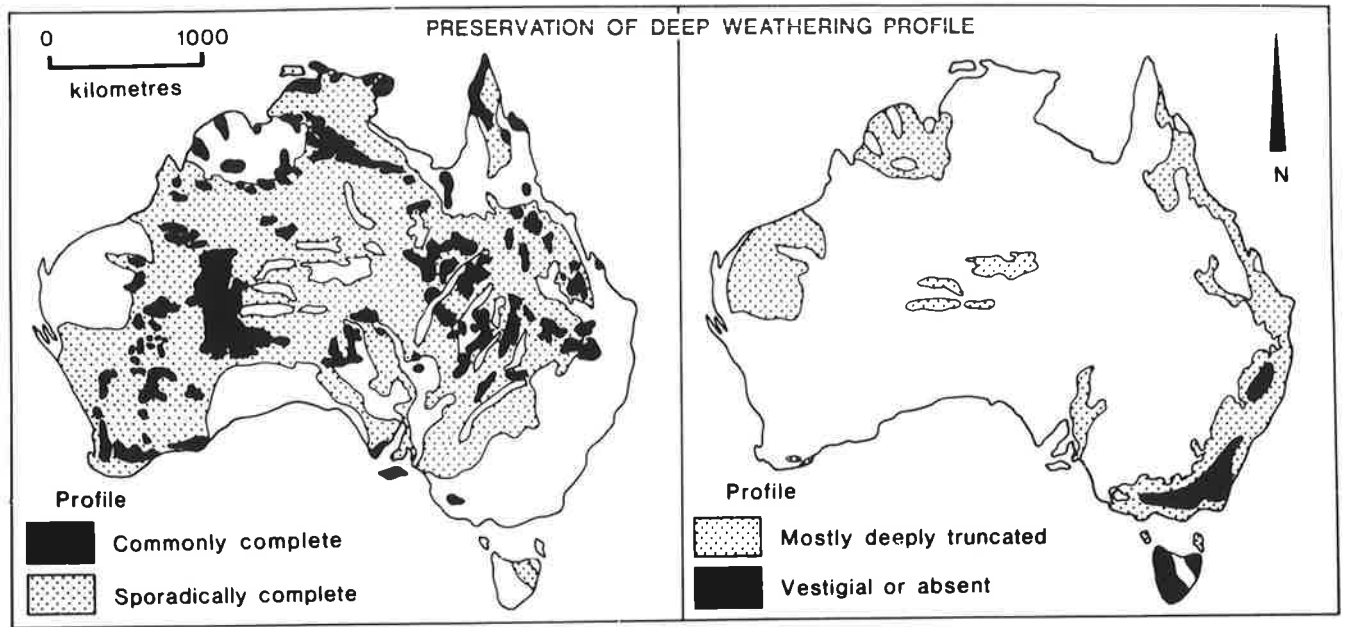 PRESERVATION OF DEEP WEATHERING PROFILE
0 1000
kilometres
Profile
Commonly complete
Sporadically complete
N
Profile
Mostly deeply truncated
Vestigial or absent